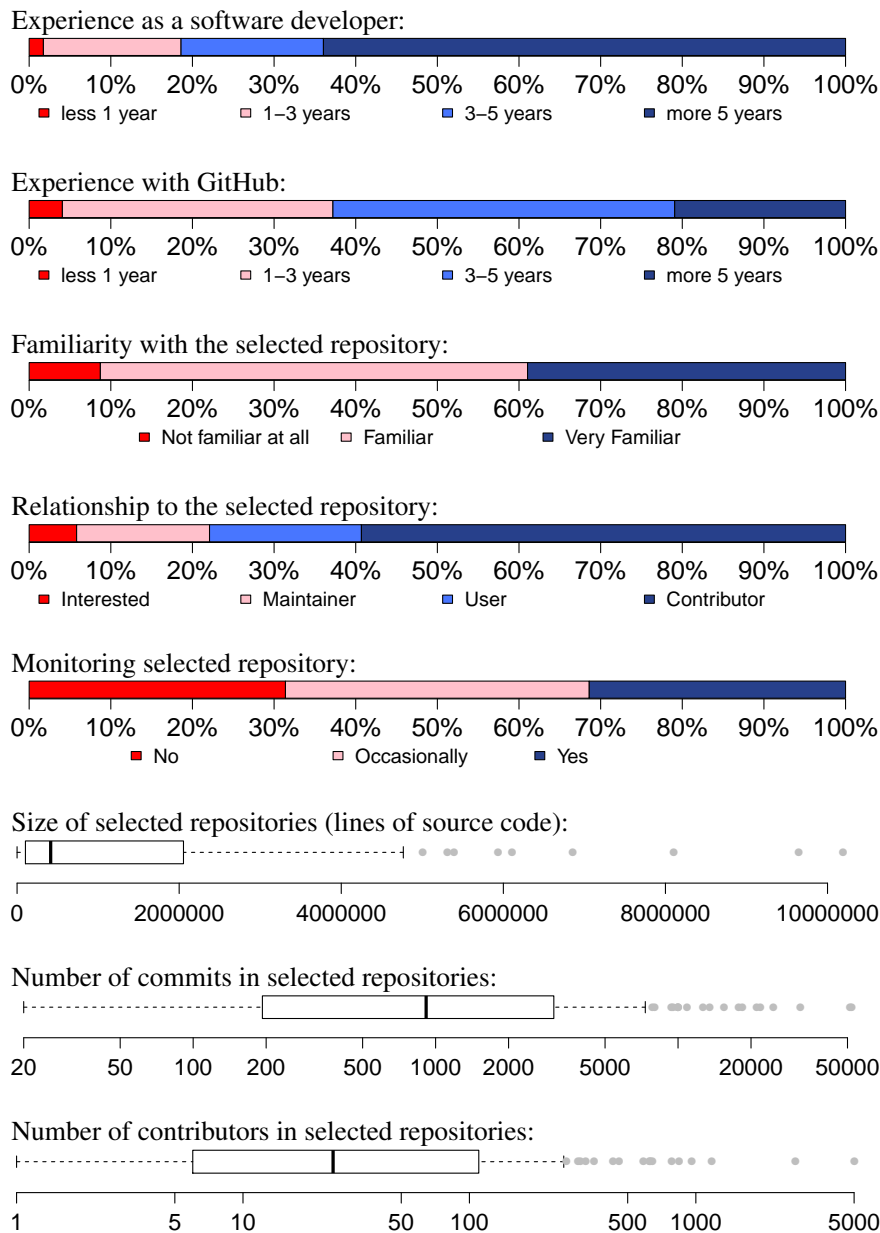 Experience as a software developer:
0% 10% 20% 30% 40% 50% 60% 70% 80% 90% 100%
less 1 year 1−3 years 3−5 years more 5 years
Experience with GitHub:
0% 10% 20% 30% 40% 50% 60% 70% 80% 90% 100%
less 1 year 1−3 years 3−5 years more 5 years
Familiarity with the selected repository:
0% 10% 20% 30% 40% 50% 60% 70% 80% 90% 100%
Not familiar at all Familiar Very Familiar
Relationship to the selected repository:
0% 10% 20% 30% 40% 50% 60% 70% 80% 90% 100%
Interested Maintainer User Contributor
Monitoring selected repository:
0% 10% 20% 30% 40% 50% 60% 70% 80% 90% 100%
No Occasionally Yes
Size of selected repositories (lines of source code):
0 2000000 4000000 6000000 8000000 10000000
Number of commits in selected repositories:
20 50 100 200 500 1000 2000 5000 20000 50000
Number of contributors in selected repositories:
1 5 10 50 100 500 1000 5000